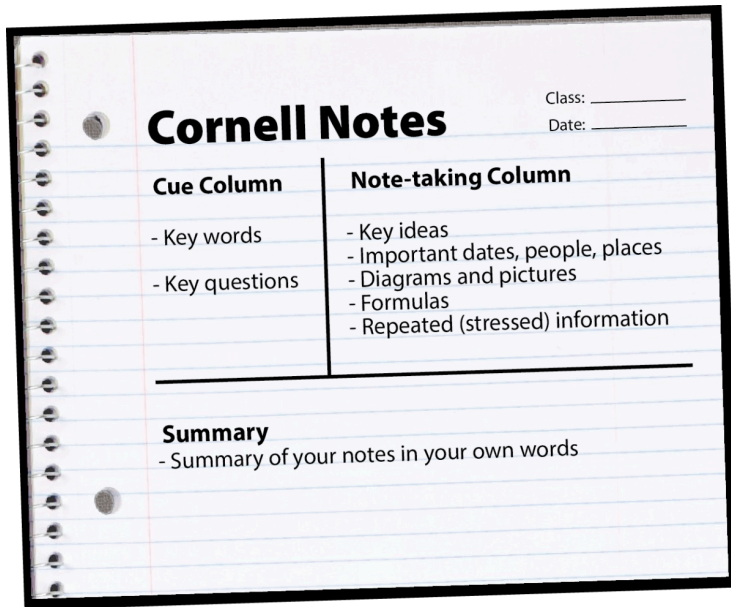 Cornell Notes
Class: 
Date: 
Cue Column
- Key words
- Key questions
Note-taking Column
- Key ideas
- Important dates, people, places
- Diagrams and pictures
- Formulas
- Repeated (stressed) information
Summary
- Summary of your notes in your own words